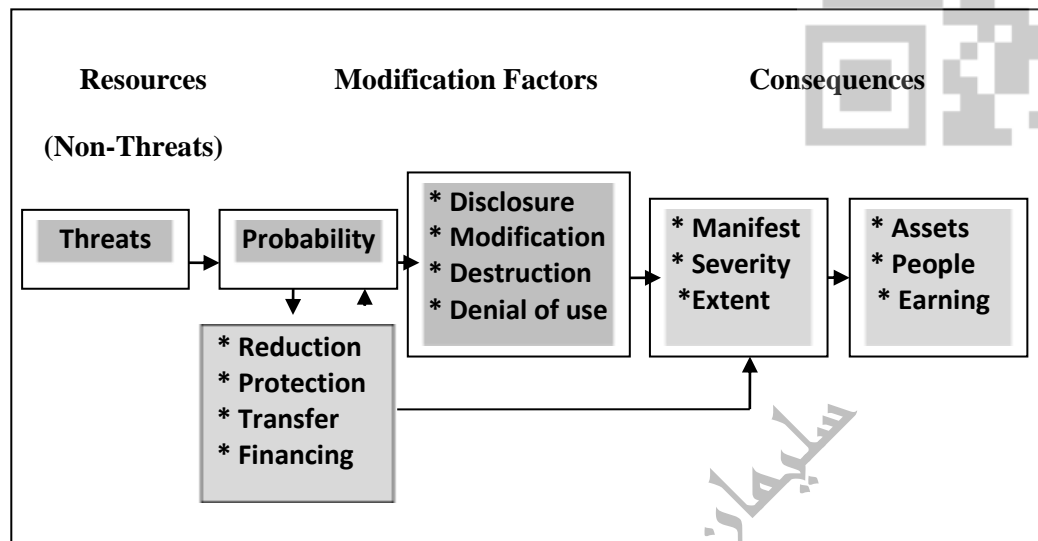 Resources Modification Factors Consequences
(Non-Threats)
Threats
Probability
* Disclosure
* Modification
* Destruction
* Denial of use
* Manifest
* Severity
*Extent
* Assets
* People
* Earning
* Reduction
* Protection
* Transfer
* Financing
سليمان